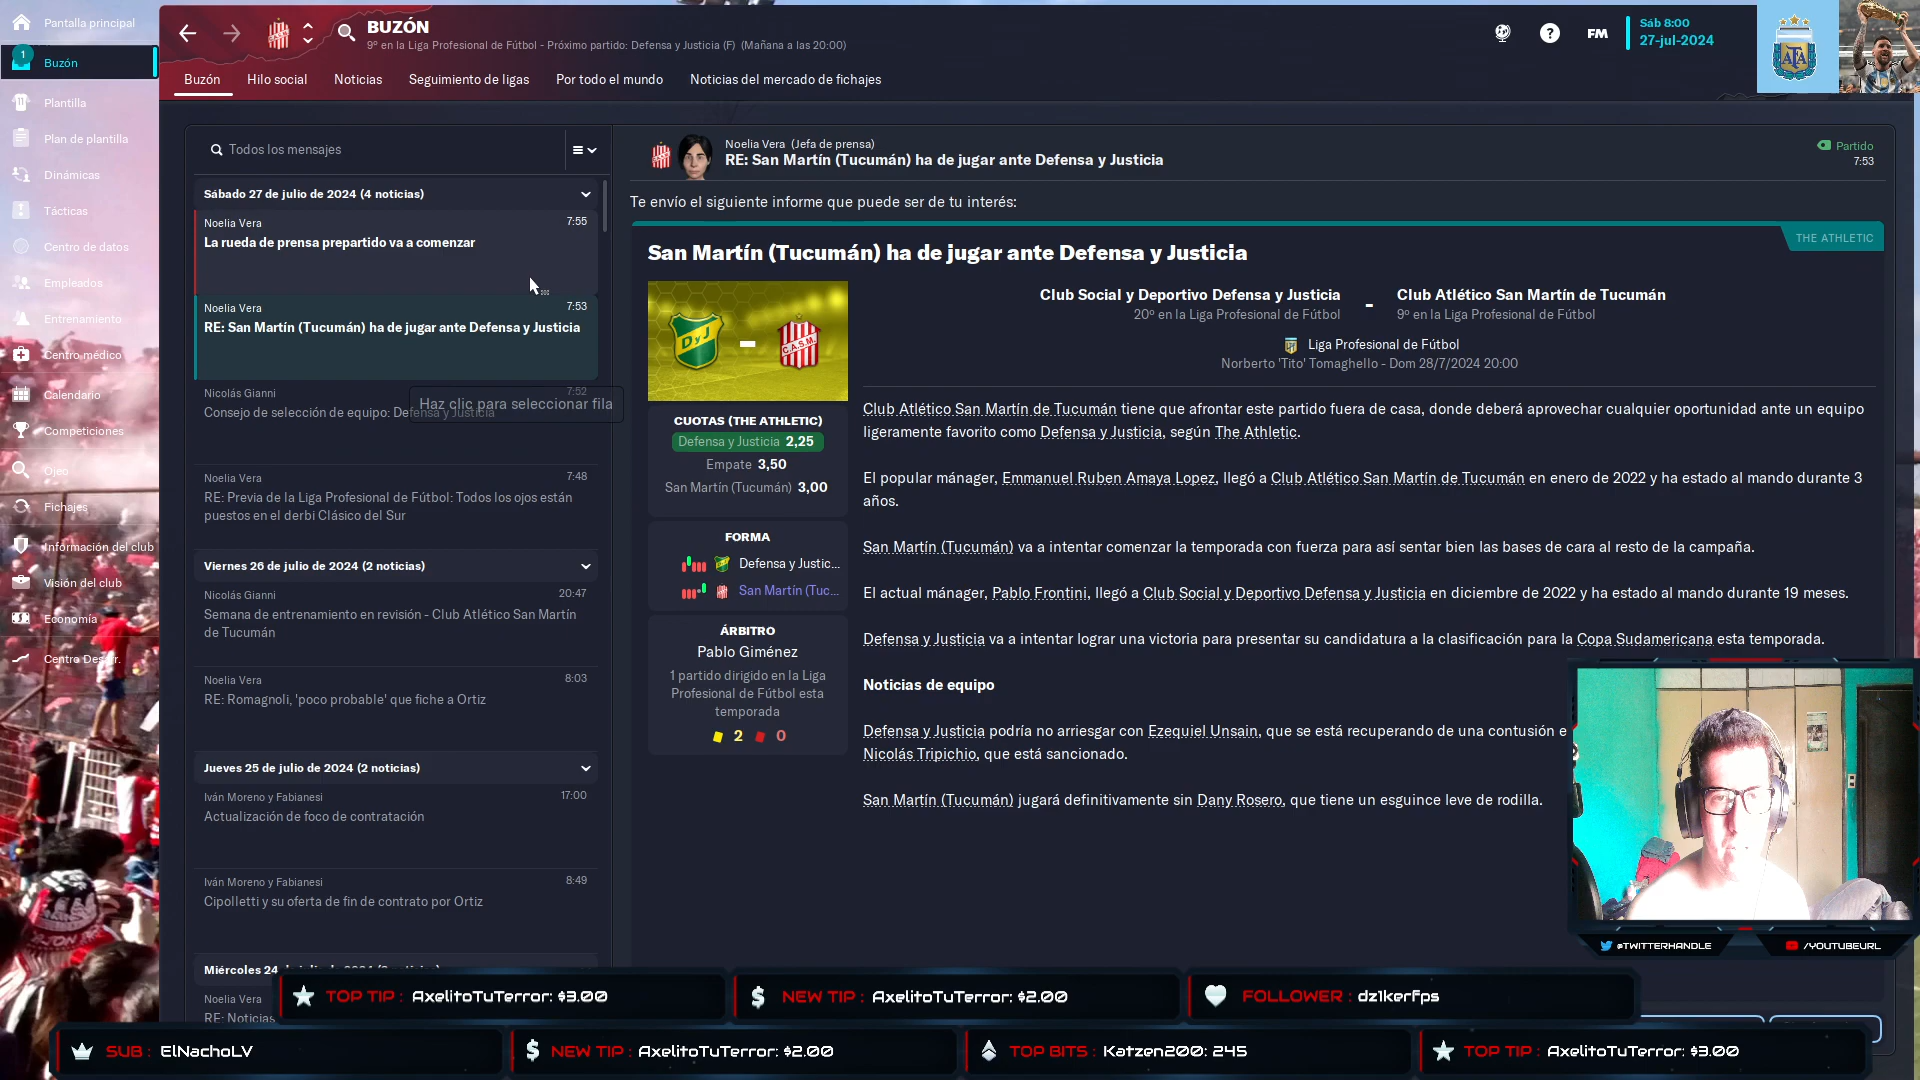 Pantalla principal
1
Buzón
Plantilla
Plan de plantilla
Dinámicas
Tácticas
Centro de datos
Empleados
Entrenamiento
Centro médico
Calendario
Competiciones
Ojeo
Fichajes
Información del club
Visión del club
Economía
BUZÓN
9º en la Liga Profesional de Fútbol - Próximo partido: Defensa y Justicia (F) (Mañana a las 20:00)
FM
Sáb 8:00
27-jul-2024
ATA
Buzón
Hilo social
Noticias
Seguimiento de ligas
Por todo el mundo
Noticias del mercado de fichajes
Todos los mensajes
Sábado 27 de julio de 2024 (4 noticias)
Noelia Vera 7:55
La rueda de prensa prepartido va a comenzar
Noelia Vera 7:53
RE: San Martín (Tucumán) ha de jugar ante Defensa y Justicia
Nicolás Gianni 7:52
Consejo de selección de equipo: Defensa y Justicia
Haz clic para seleccionar fila
Noelia Vera 7:48
RE: Previa de la Liga Profesional de Fútbol: Todos los ojos están
puestos en el derbi Clásico del Sur
Viernes 26 de julio de 2024 (2 noticias)
Nicolás Gianni 20:47
Semana de entrenamiento en revisión - Club Atlético San Martín
de Tucumán
Noelia Vera 8:03
RE: Romagnoli, 'poco probable' que fiche a Ortiz
Jueves 25 de julio de 2024 (2 noticias)
Iván Moreno y Fabianesi 17:00
Actualización de foco de contratación
Iván Moreno y Fabianesi 8:49
Cipolletti y su oferta de fin de contrato por Ortiz
Miércoles 24
Noelia Vera
RE: Noticias
Noelia Vera (Jefa de prensa)
RE: San Martín (Tucumán) ha de jugar ante Defensa y Justicia
Partido
7:53
Te envío el siguiente informe que puede ser de tu interés:
THE ATHLETIC
San Martín (Tucumán) ha de jugar ante Defensa y Justicia
DyJ - C.A.S.M.
Club Social y Deportivo Defensa y Justicia - Club Atlético San Martín de Tucumán
20º en la Liga Profesional de Fútbol 9º en la Liga Profesional de Fútbol
Liga Profesional de Fútbol
Norberto 'Tito' Tomaghello - Dom 28/7/2024 20:00
CUOTAS (THE ATHLETIC)
Defensa y Justicia 2,25
Empate 3,50
San Martín (Tucumán) 3,00
FORMA
Defensa y Justic...
San Martín (Tuc...
ÁRBITRO
Pablo Giménez
1 partido dirigido en la Liga
Profesional de Fútbol esta
temporada
2 0
Club Atlético San Martín de Tucumán tiene que afrontar este partido fuera de casa, donde deberá aprovechar cualquier oportunidad ante un equipo
ligeramente favorito como Defensa y Justicia, según The Athletic.
El popular mánager, Emmanuel Ruben Amaya Lopez, llegó a Club Atlético San Martín de Tucumán en enero de 2022 y ha estado al mando durante 3
años.
San Martín (Tucumán) va a intentar comenzar la temporada con fuerza para así sentar bien las bases de cara al resto de la campaña.
El actual mánager, Pablo Frontini, llegó a Club Social y Deportivo Defensa y Justicia en diciembre de 2022 y ha estado al mando durante 19 meses.
Defensa y Justicia va a intentar lograr una victoria para presentar su candidatura a la clasificación para la Copa Sudamericana esta temporada.
Noticias de equipo
Defensa y Justicia podría no arriesgar con Ezequiel Unsain, que se está recuperando de una contusión e
Nicolás Tripichio, que está sancionado.
San Martín (Tucumán) jugará definitivamente sin Dany Rosero, que tiene un esguince leve de rodilla.
@TWITTERHANDLE
/YOUTUBEURL
TOP TIP : AxelitoTuTerror: $3.00
NEW TIP : AxelitoTuTerror: $2.00
FOLLOWER : dz1kerfps
SUB : ElNachoLV
NEW TIP : AxelitoTuTerror: $2.00
TOP BITS : Katzen200: 245
TOP TIP : AxelitoTuTerror: $3.00